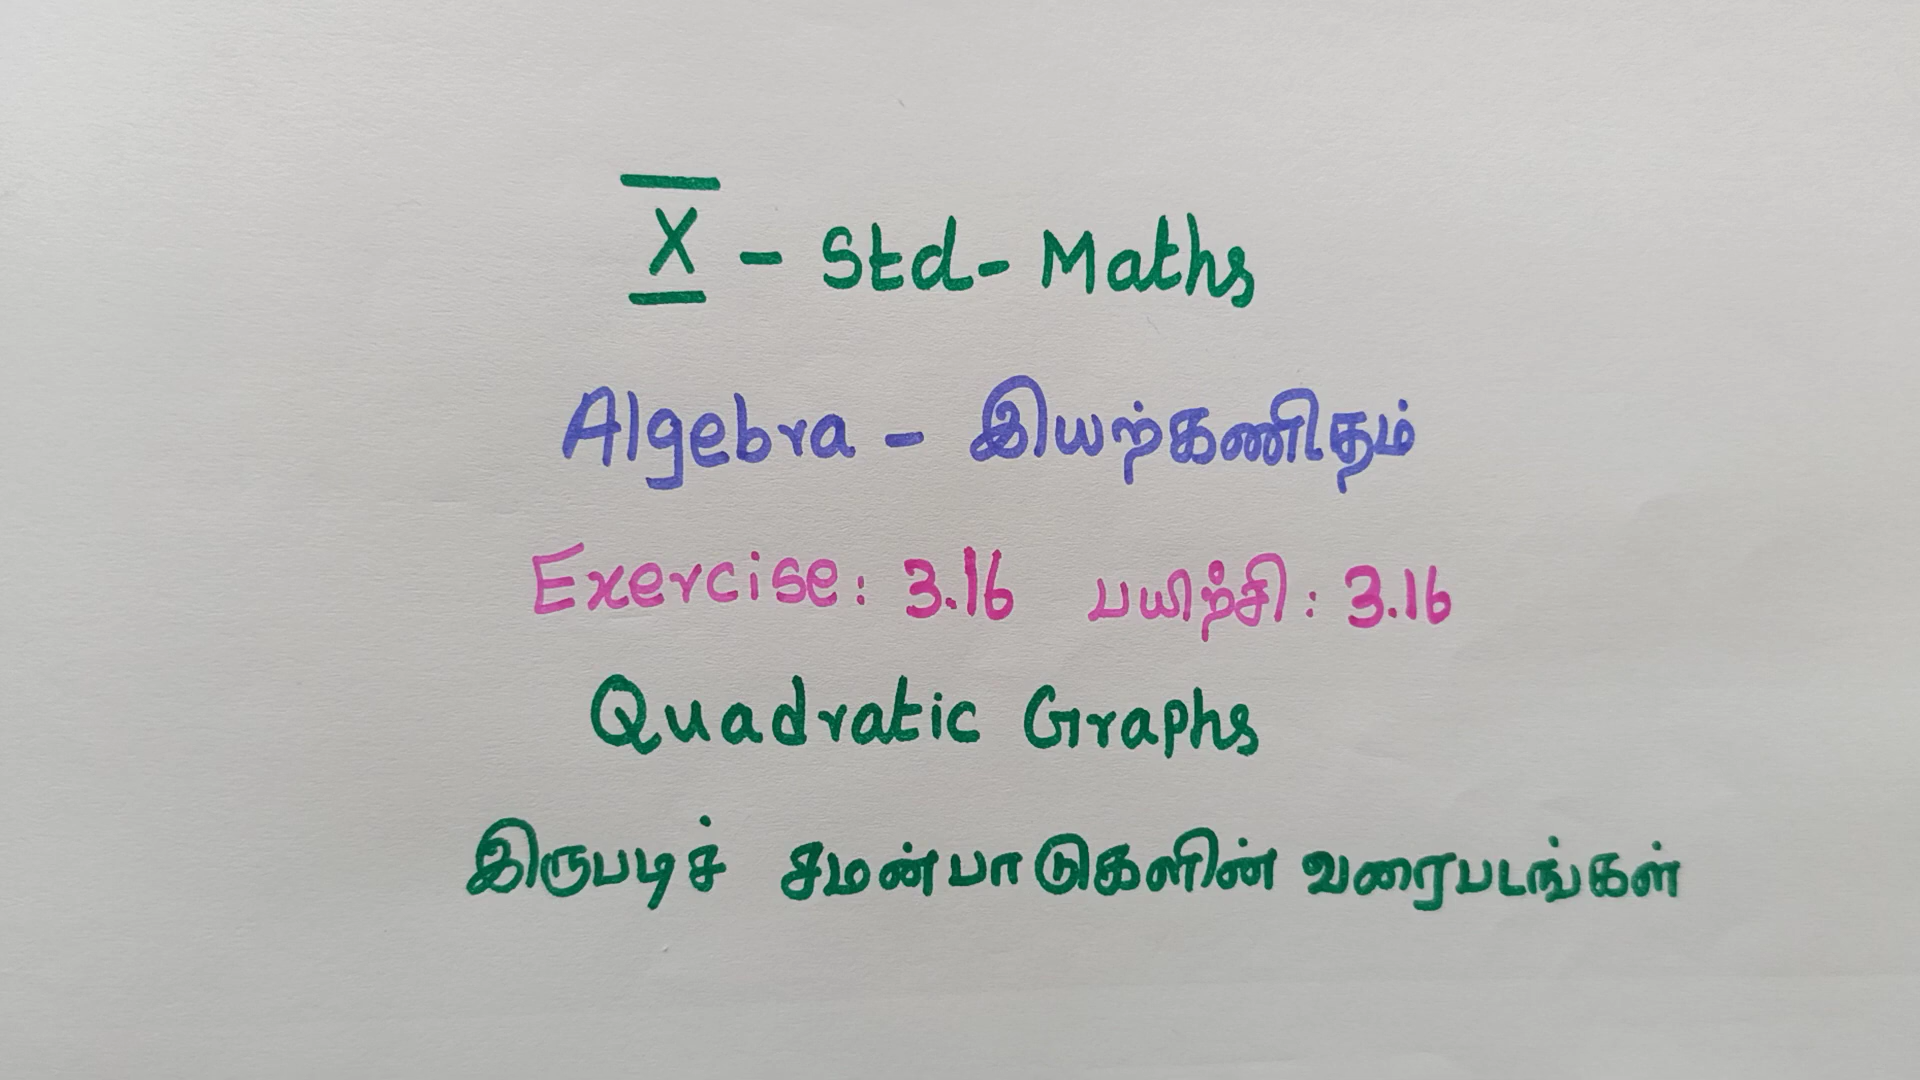 X - Std - Maths
Algebra - இயற்கணிதம்
Exercise: 3.16 பயிற்சி: 3.16
Quadratic Graphs
இருபடிச் சமன்பாடுகளின் வரைபடங்கள்